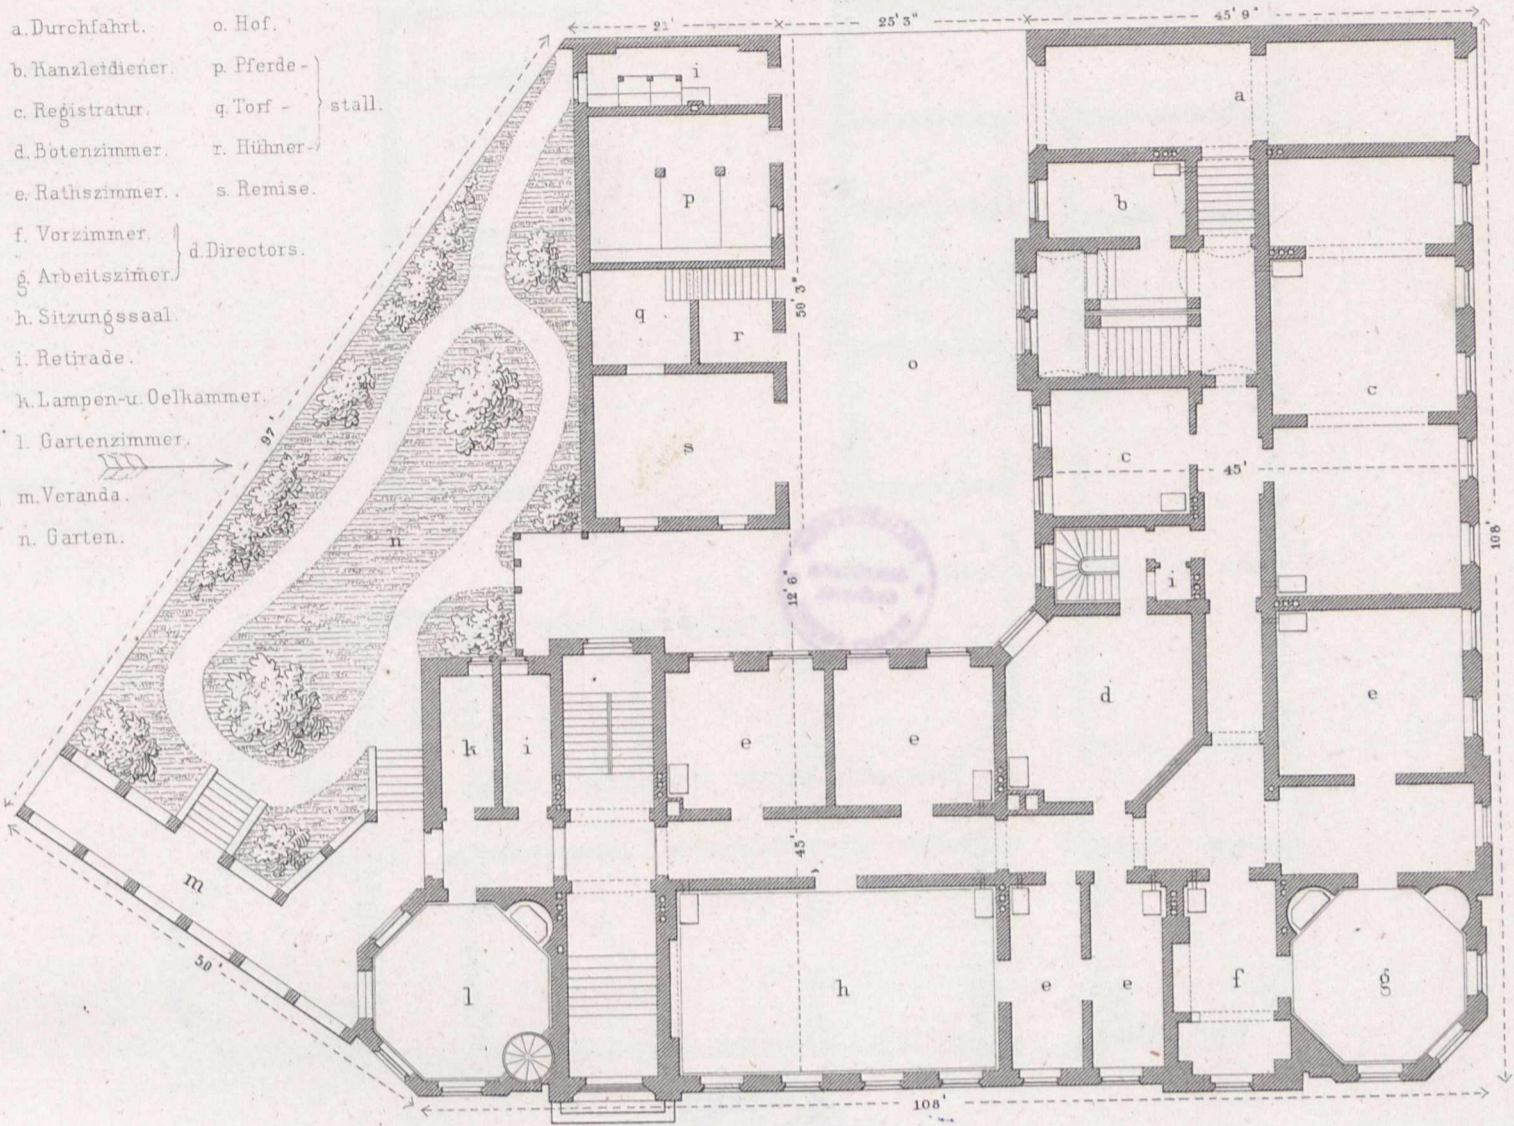 a. Durchfahrt.
b. Kanzleidiener.
c. Registratur.
d. Botenzimmer.
e. Rathszimmer.
f. Vorzimmer.
g. Arbeitszimer.
d. Directors.
h. Sitzungssaal.
i. Retirade.
k. Lampen-u. Oelkammer.
l. Gartenzimmer.
m. Veranda.
n. Garten.
o. Hof.
p. Pferde-
q. Torf-
r. Hühner-
stall.
s. Remise.
21'
25' 3"
45' 9"
i
a
p
b
50' 3"
q
r
o
c
97'
s
c
45'
n
108'
12' 6"
i
d
e
k
i
e
e
45'
m
50'
l
h
e
e
f
g
108'